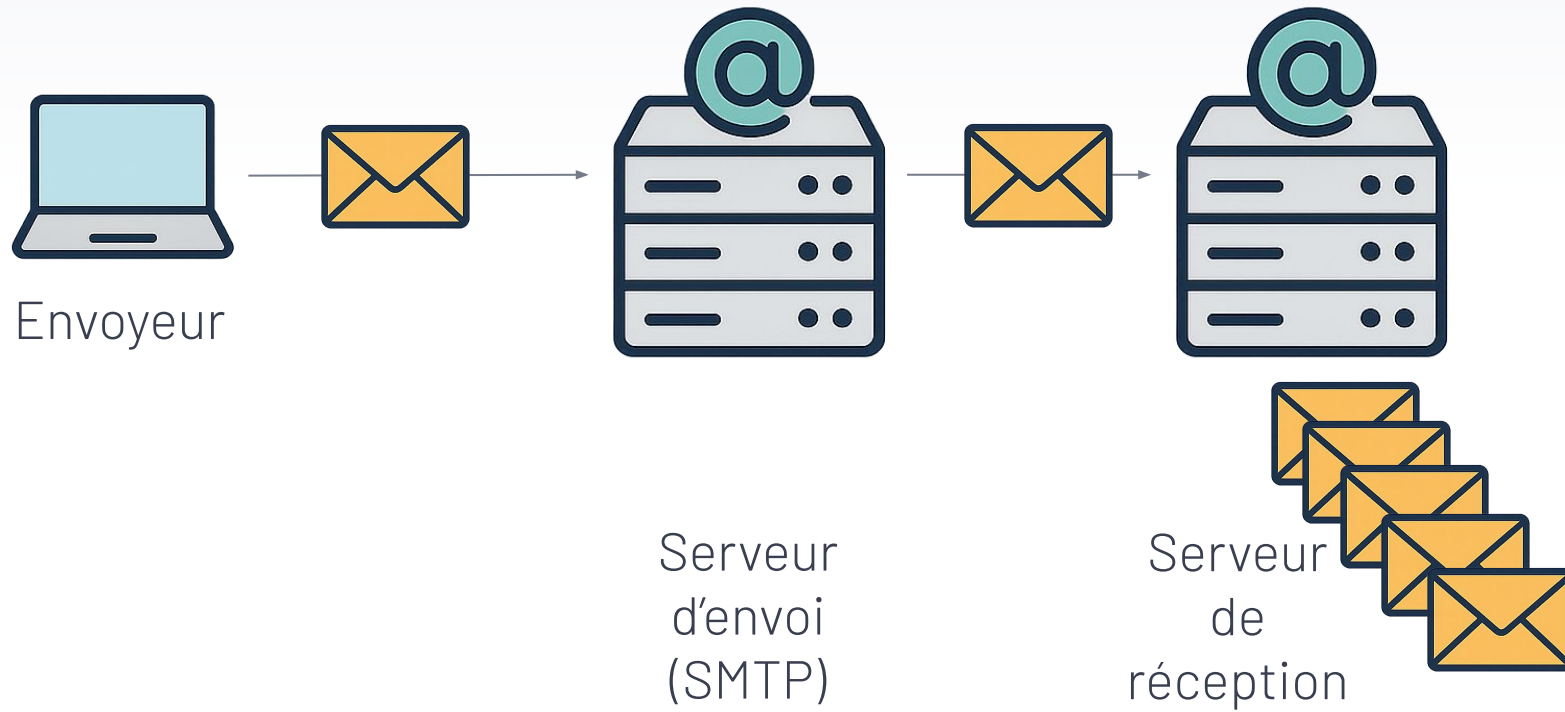 Envoyeur
Serveur
d'envoi
(SMTP)
Serveur
de
réception